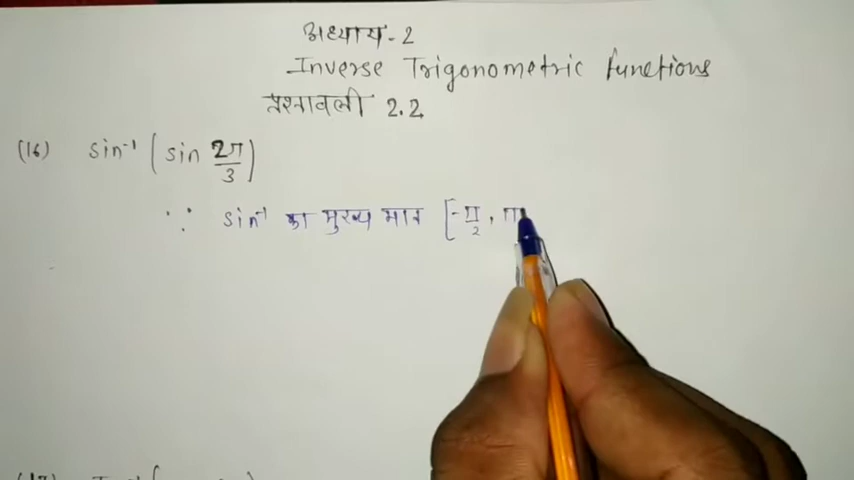 अध्याय - 2
Inverse Trigonometric functions
प्रश्नावली 2.2
(16) sin⁻¹ (sin 2π/3)
∵ sin⁻¹ का मुख्य मान [-π/2, π